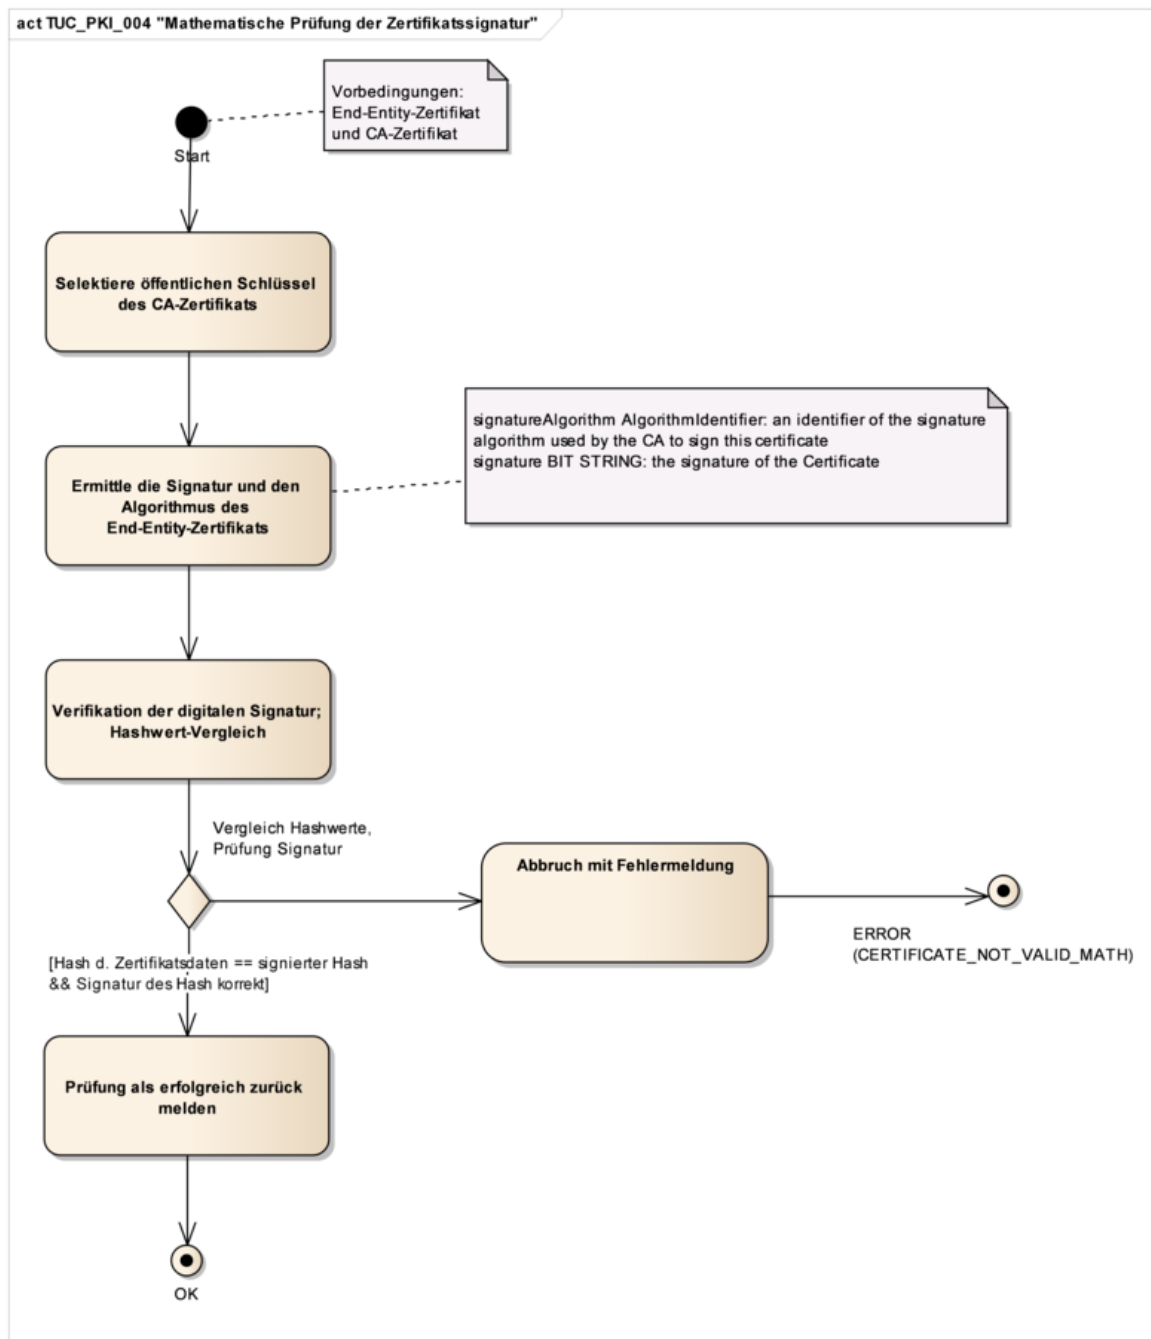 act TUC_PKI_004 "Mathematische Prüfung der Zertifikatssignatur"
Vorbedingungen:
End-Entity-Zertifikat
und CA-Zertifikat
Start
Selektiere öffentlichen Schlüssel
des CA-Zertifikats
signatureAlgorithm AlgorithmIdentifier: an identifier of the signature
algorithm used by the CA to sign this certificate
signature BIT STRING: the signature of the Certificate
Ermittle die Signatur und den
Algorithmus des
End-Entity-Zertifikats
Verifikation der digitalen Signatur;
Hashwert-Vergleich
Vergleich Hashwerte,
Prüfung Signatur
Abbruch mit Fehlermeldung
ERROR
(CERTIFICATE_NOT_VALID_MATH)
[Hash d. Zertifikatsdaten == signierter Hash
&& Signatur des Hash korrekt]
Prüfung als erfolgreich zurück
melden
OK